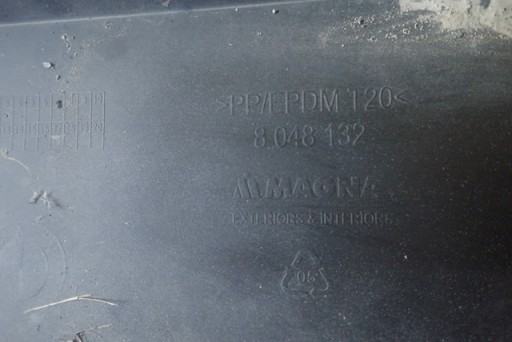 >PP/EPDM T20<
8 048 132
MAGNA
EXTERIORS & INTERIORS
05